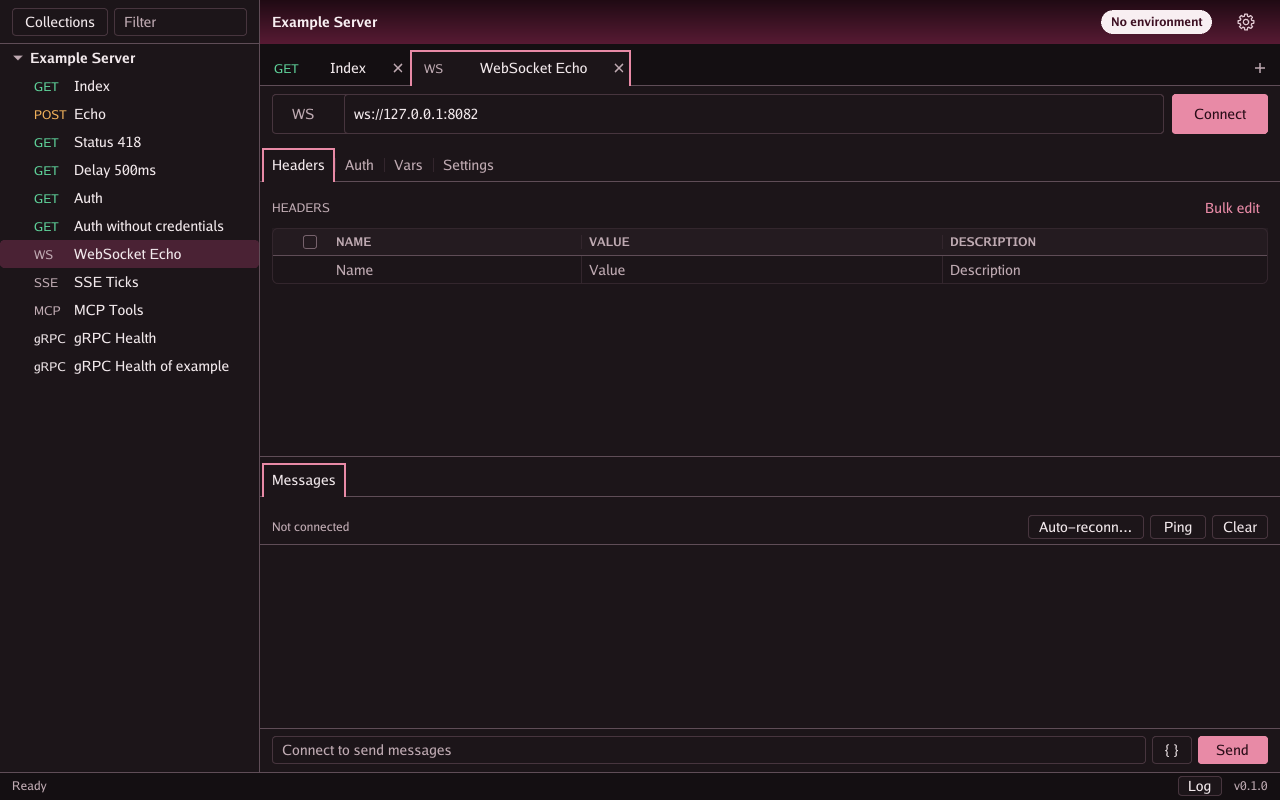 Collections
Filter
Example Server
No environment
Example Server
GET Index
POST Echo
GET Status 418
GET Delay 500ms
GET Auth
GET Auth without credentials
WS WebSocket Echo
SSE SSE Ticks
MCP MCP Tools
gRPC gRPC Health
gRPC gRPC Health of example
GET Index ✕ WS WebSocket Echo ✕ +
WS ws://127.0.0.1:8082 Connect
Headers Auth Vars Settings
HEADERS Bulk edit
NAME VALUE DESCRIPTION
Name Value Description
Messages
Not connected Auto-reconn... Ping Clear
Connect to send messages { } Send
Ready Log v0.1.0